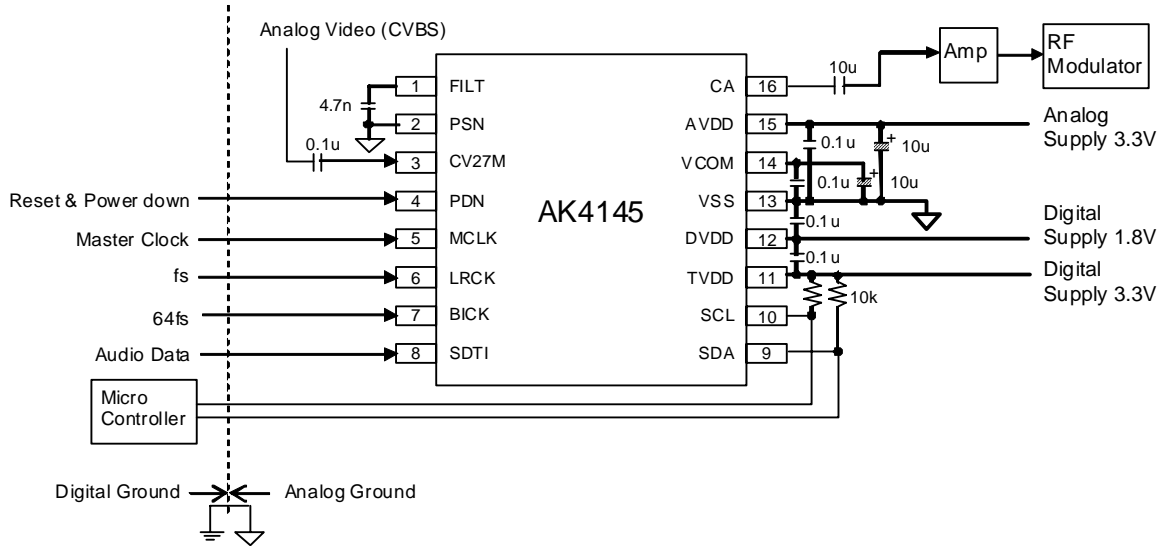 Analog Video (CVBS)
0.1u
4.7n
Reset & Power down
Master Clock
fs
64fs
Audio Data
Micro
Controller
Digital Ground
Analog Ground
AK4145
1 FILT
2 PSN
3 CV27M
4 PDN
5 MCLK
6 LRCK
7 BICK
8 SDTI
CA 16
AVDD 15
VCOM 14
VSS 13
DVDD 12
TVDD 11
SCL 10
SDA 9
10u
Amp
RF
Modulator
0.1u
+
10u
0.1u
+
10u
0.1u
0.1u
10k
Analog
Supply 3.3V
Digital
Supply 1.8V
Digital
Supply 3.3V